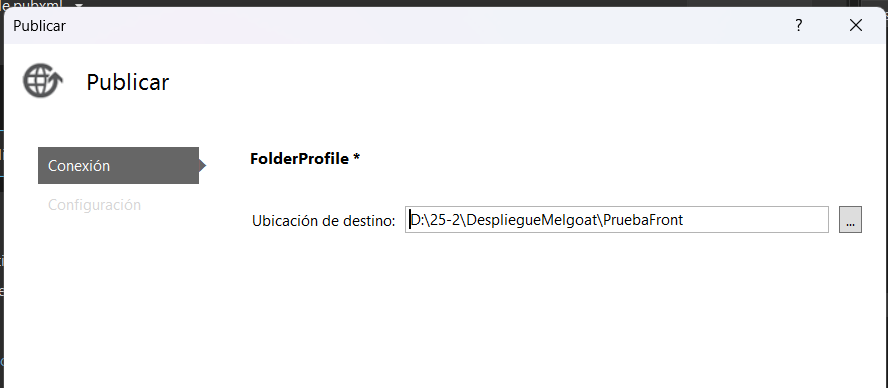 Publicar
?
Publicar
Conexión
Configuración
FolderProfile *
Ubicación de destino:
D:\25-2\DespliegueMelgoat\PruebaFront
...